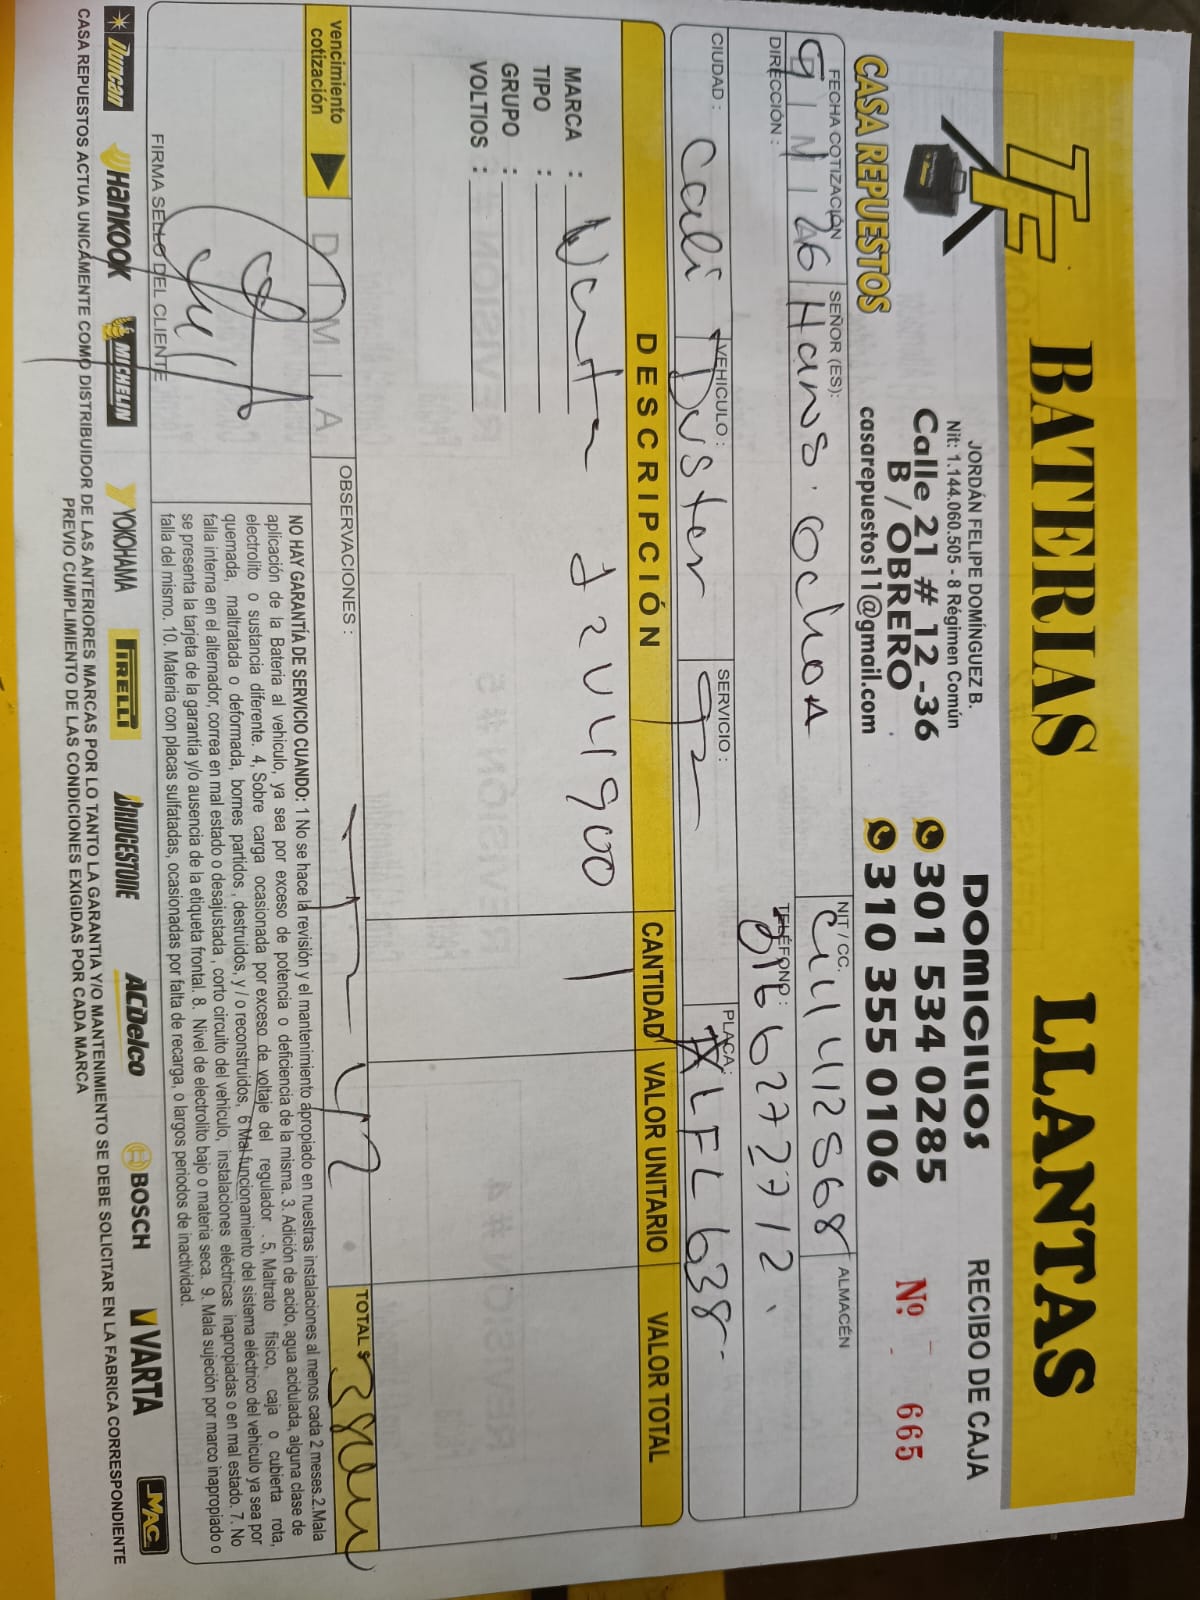 TF BATERIAS LLANTAS
JORDÁN FELIPE DOMÍNGUEZ B.
Nit: 1.144.060.505 - 8 Régimen Común
Calle 21 # 12 -36
B / OBRERO
casarepuestos11@gmail.com
CASA REPUESTOS
DOMICILIOS
301 534 0285
310 355 0106
RECIBO DE CAJA
Nº 665
FECHA COTIZACIÓN
SEÑOR (ES): Hans. Ochoa
NIT / CC.
ALMACÉN
DIRECCIÓN:
TELÉFONO:
CIUDAD: Cali
VEHICULO: Duster
SERVICIO:
PLACA: LFL 638-
DESCRIPCIÓN CANTIDAD VALOR UNITARIO VALOR TOTAL
MARCA : 1
TIPO :
GRUPO :
VOLTIOS :
vencimiento
cotización
D M A
OBSERVACIONES :
TOTAL $
FIRMA SELLO DEL CLIENTE
NO HAY GARANTÍA DE SERVICIO CUANDO: 1 No se hace la revisión y el mantenimiento apropiado en nuestras instalaciones al menos cada 2 meses.2.Mala
aplicación de la Bateria al vehiculo, ya sea por exceso de potencia o deficiencia de la misma. 3. Adición de acido, agua acidulada, alguna clase de
electrolito o sustancia diferente. 4, Sobre carga ocasionada por exceso de voltaje del regulador . 5, Maltrato físico, caja o cubierta rota,
quemada, maltratada o deformada, bornes partidos , destruidos, y / o reconstruidos, 6 Mal funcionamiento del sistema eléctrico del vehiculo ya sea por
falla interna en el alternador, correa en mal estado o desajustada , corto circuito del vehiculo, instalaciones eléctricas inapropiadas o en mal estado. 7. No
se presenta la tarjeta de la garantía y/o ausencia de la etiqueta frontal. 8. Nivel de electrolito bajo o materia seca. 9. Mala sujeción por marco inapropiado o
falla del mismo. 10. Materia con placas sulfatadas, ocasionadas por falta de recarga, o largos periodos de inactividad.
Duncan HANKOOK MICHELIN YOKOHAMA PIRELLI BRIDGESTONE ACDelco BOSCH VARTA MAC
CASA REPUESTOS ACTUA UNICAMENTE COMO DISTRIBUIDOR DE LAS ANTERIORES MARCAS POR LO TANTO LA GARANTIA Y/O MANTENIMIENTO SE DEBE SOLICITAR EN LA FABRICA CORRESPONDIENTE
PREVIO CUMPLIMIENTO DE LAS CONDICIONES EXIGIDAS POR CADA MARCA